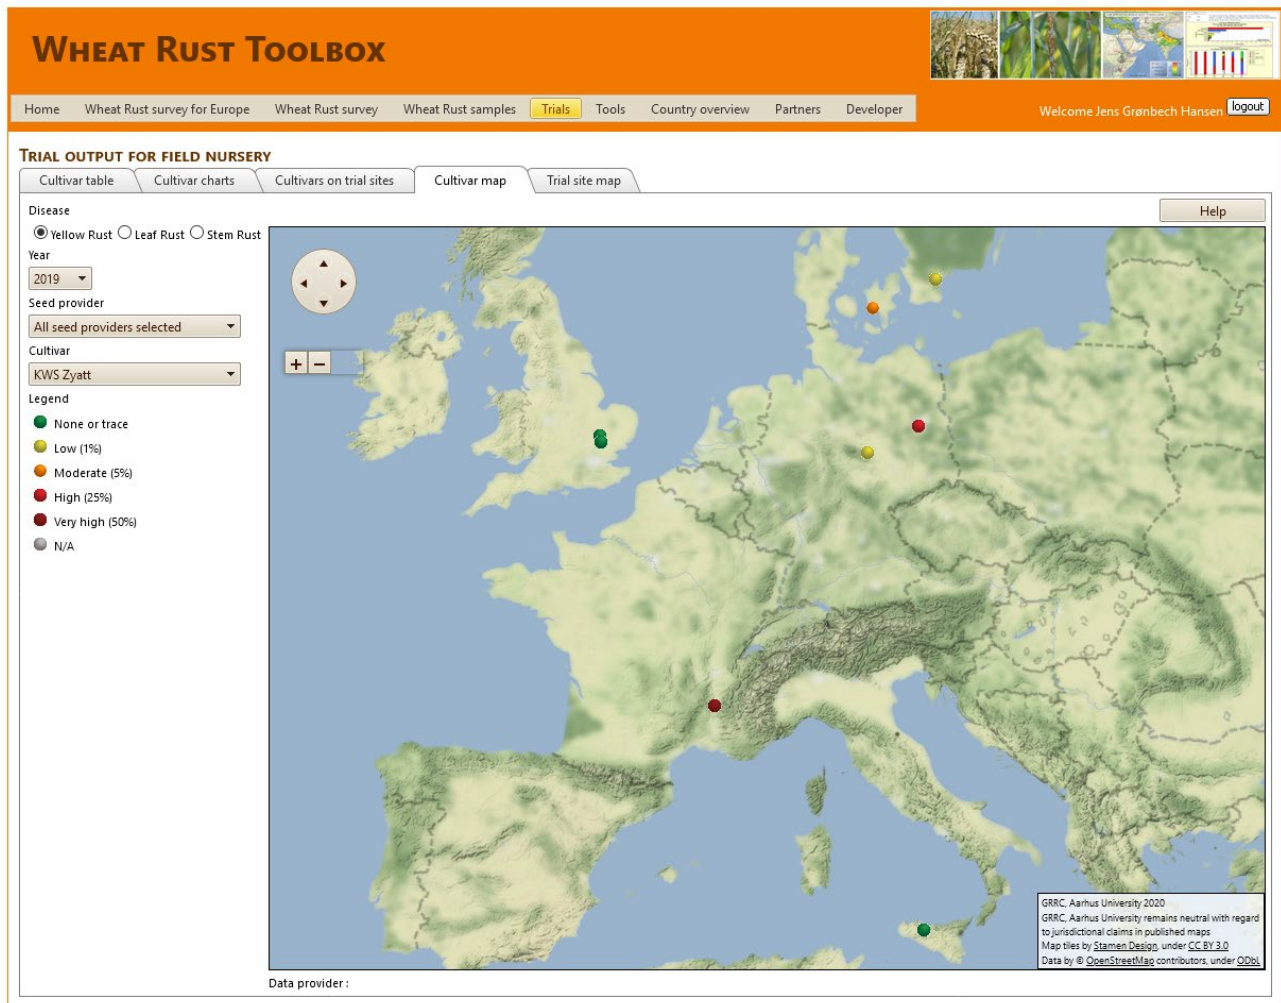 WHEAT RUST TOOLBOX
Home Wheat Rust survey for Europe Wheat Rust survey Wheat Rust samples Trials Tools Country overview Partners Developer
Welcome Jens Grønbech Hansen logout
TRIAL OUTPUT FOR FIELD NURSERY
Cultivar table Cultivar charts Cultivars on trial sites Cultivar map Trial site map
Help
Disease
Yellow Rust Leaf Rust Stem Rust
Year
2019
Seed provider
All seed providers selected
Cultivar
KWS Zyatt
Legend
None or trace
Low (1%)
Moderate (5%)
High (25%)
Very high (50%)
N/A
+ −
GRRC, Aarhus University 2020
GRRC, Aarhus University remains neutral with regard
to jurisdictional claims in published maps
Map tiles by Stamen Design, under CC BY 3.0
Data by © OpenStreetMap contributors, under ODbL
Data provider :